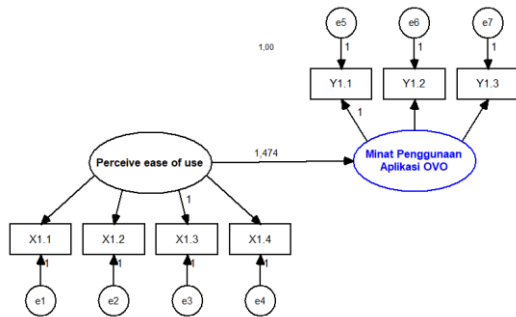 e5 e6 e7
1,00 1 1 1
Y1.1 Y1.2 Y1.3
1
Perceive ease of use 1,474 Minat Penggunaan
Aplikasi OVO
1
X1.1 X1.2 X1.3 X1.4
1 1 1 1
e1 e2 e3 e4